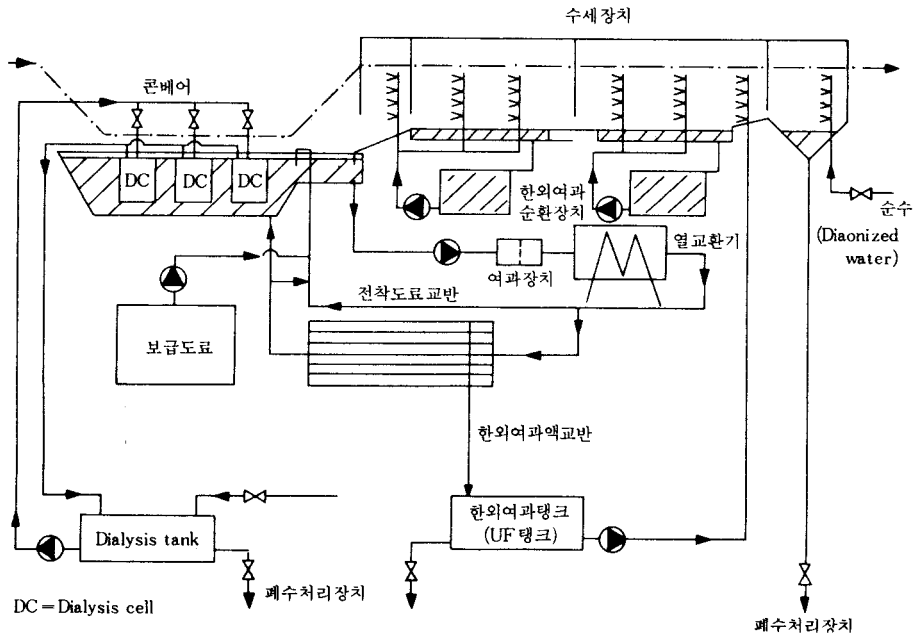 수세장치
콘베어
DC
DC
DC
한외여과
순환장치
순수
(Diaonized
water)
열교환기
여과장치
전착도료교반
보급도료
한외여과액교반
Dialysis tank
한외여과탱크
(UF 탱크)
폐수처리장치
DC = Dialysis cell
폐수처리장치